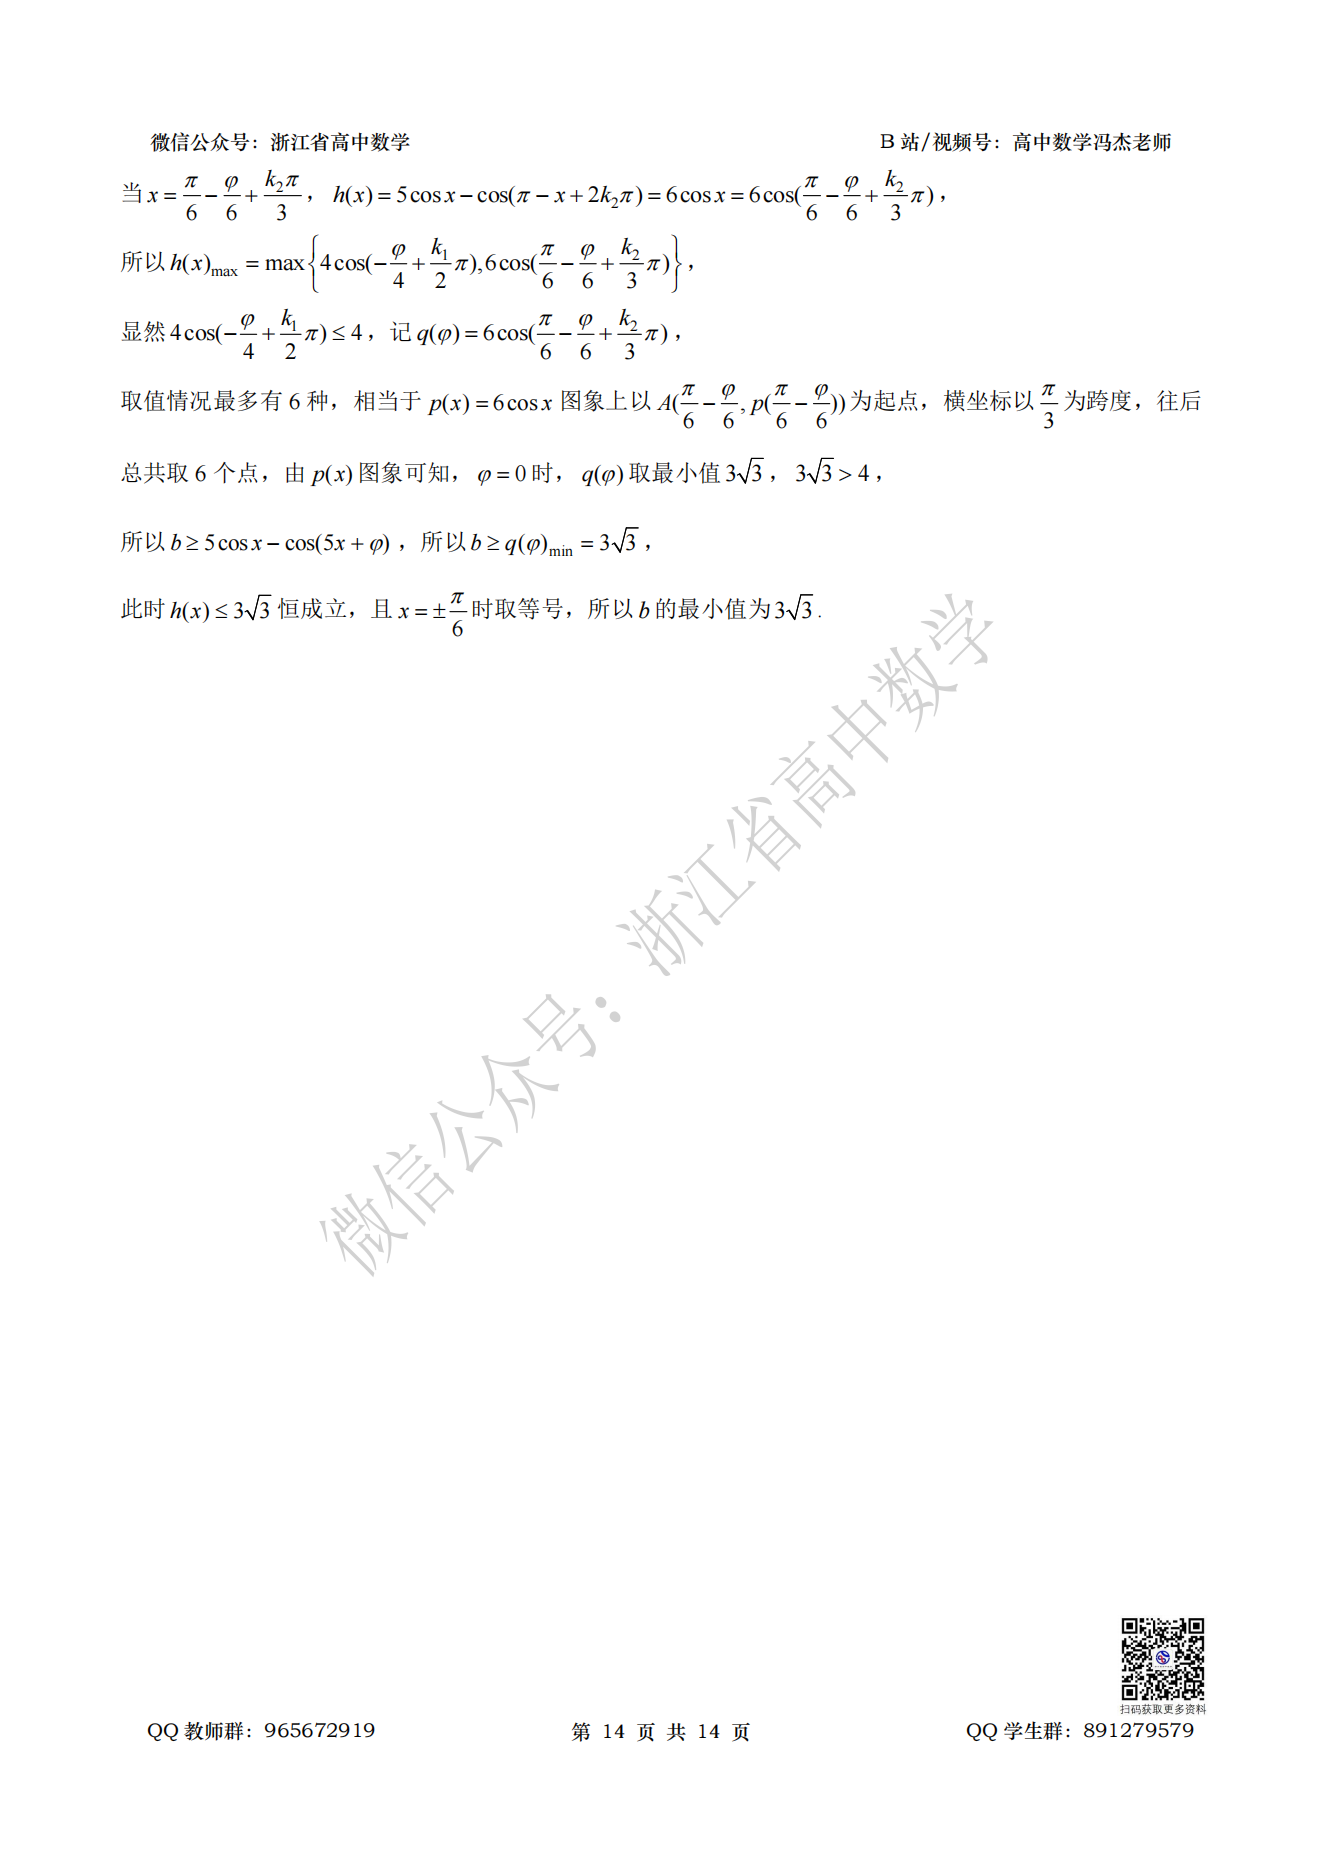 微信公众号：浙江省高中数学 B 站/视频号：高中数学冯杰老师
当 x = π/6 − φ/6 + k₂π/3 ， h(x) = 5cos x − cos(π − x + 2k₂π) = 6cos x = 6cos(π/6 − φ/6 + k₂/3 π) ，
所以 h(x)max = max{4cos(−φ/4 + k₁/2 π),6cos(π/6 − φ/6 + k₂/3 π)} ，
显然 4cos(−φ/4 + k₁/2 π) ≤ 4 ，记 q(φ) = 6cos(π/6 − φ/6 + k₂/3 π) ，
取值情况最多有 6 种，相当于 p(x) = 6cos x 图象上以 A(π/6 − φ/6, p(π/6 − φ/6)) 为起点，横坐标以 π/3 为跨度，往后
总共取 6 个点，由 p(x) 图象可知， φ = 0 时， q(φ) 取最小值 3√3 ， 3√3 > 4 ，
所以 b ≥ 5cos x − cos(5x + φ) ，所以 b ≥ q(φ)min = 3√3 ，
此时 h(x) ≤ 3√3 恒成立，且 x = ±π/6 时取等号，所以 b 的最小值为 3√3 .
微信公众号：浙江省高中数学
扫码获取更多资料
QQ 教师群：965672919 第 14 页 共 14 页 QQ 学生群：891279579